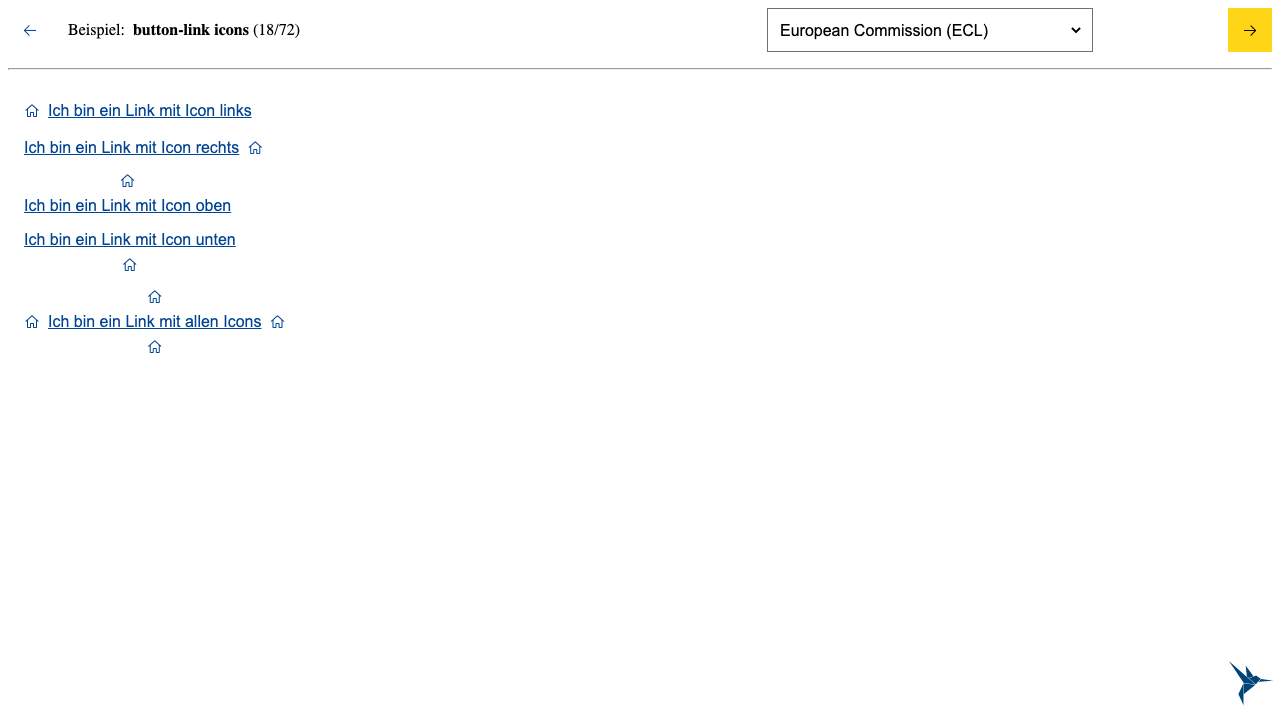 Beispiel: button-link icons (18/72)
European Commission (ECL)
Ich bin ein Link mit Icon links
Ich bin ein Link mit Icon rechts
Ich bin ein Link mit Icon oben
Ich bin ein Link mit Icon unten
Ich bin ein Link mit allen Icons